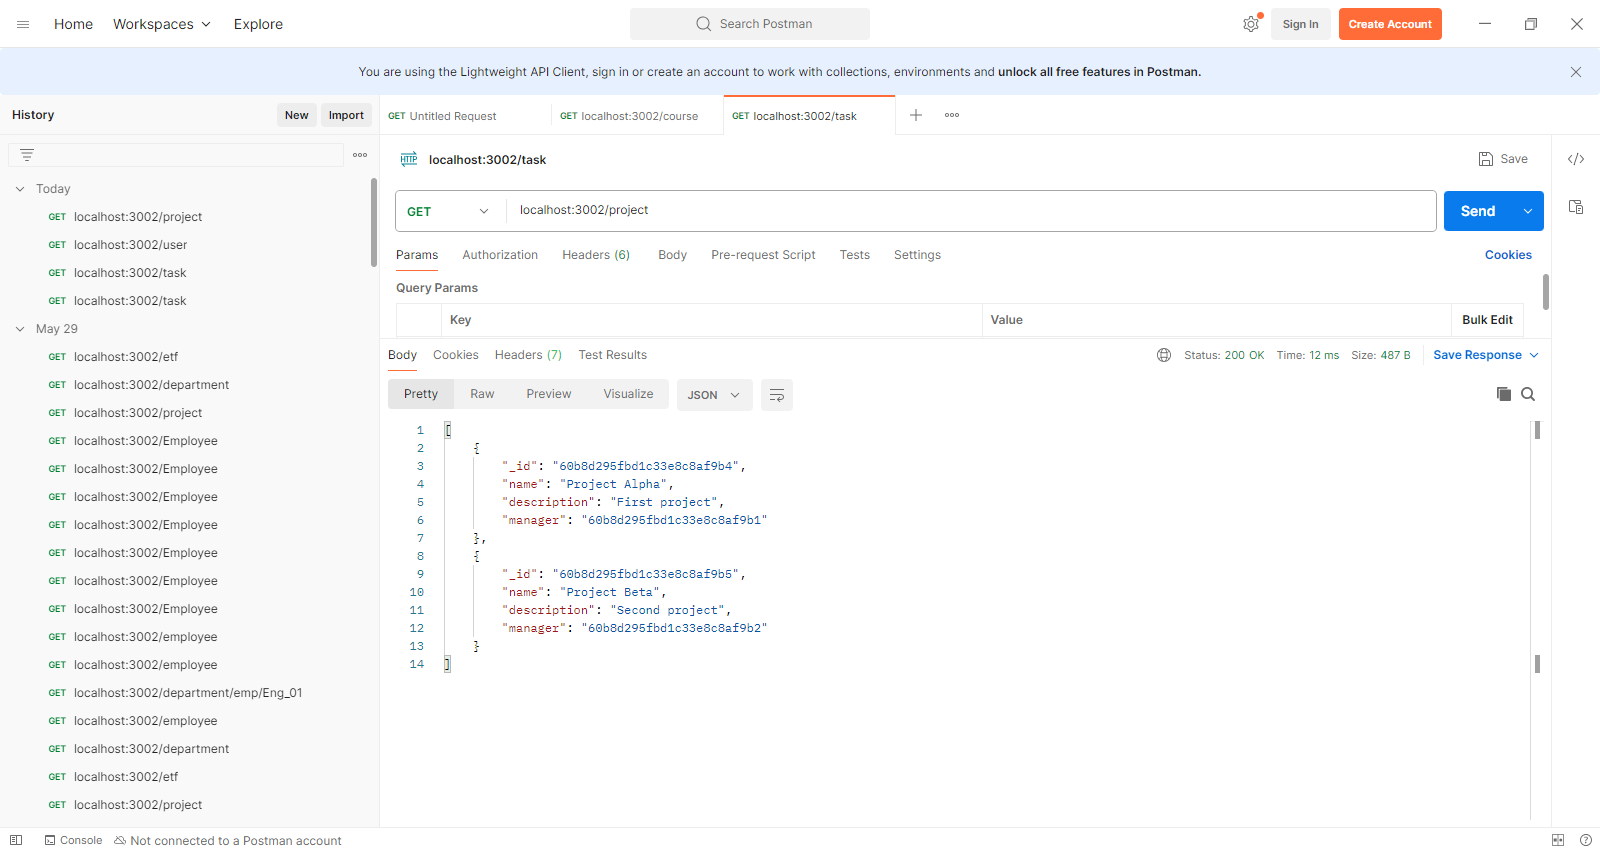 Home Workspaces Explore Search Postman Sign In Create Account
You are using the Lightweight API Client, sign in or create an account to work with collections, environments and unlock all free features in Postman.
History New Import
GET Untitled Request GET localhost:3002/course GET localhost:3002/task
HTTP localhost:3002/task Save
Today
GET localhost:3002/project
GET localhost:3002/user
GET localhost:3002/task
GET localhost:3002/task
May 29
GET localhost:3002/etf
GET localhost:3002/department
GET localhost:3002/project
GET localhost:3002/Employee
GET localhost:3002/Employee
GET localhost:3002/Employee
GET localhost:3002/Employee
GET localhost:3002/Employee
GET localhost:3002/Employee
GET localhost:3002/Employee
GET localhost:3002/employee
GET localhost:3002/employee
GET localhost:3002/department/emp/Eng_01
GET localhost:3002/employee
GET localhost:3002/department
GET localhost:3002/etf
GET localhost:3002/project
GET localhost:3002/project Send
Params Authorization Headers (6) Body Pre-request Script Tests Settings Cookies
Query Params
Key Value Bulk Edit
Body Cookies Headers (7) Test Results Status: 200 OK Time: 12 ms Size: 487 B Save Response
Pretty Raw Preview Visualize JSON
1 [
2 {
3 "_id": "60b8d295fbd1c33e8c8af9b4",
4 "name": "Project Alpha",
5 "description": "First project",
6 "manager": "60b8d295fbd1c33e8c8af9b1"
7 },
8 {
9 "_id": "60b8d295fbd1c33e8c8af9b5",
10 "name": "Project Beta",
11 "description": "Second project",
12 "manager": "60b8d295fbd1c33e8c8af9b2"
13 }
14 ]
Console Not connected to a Postman account